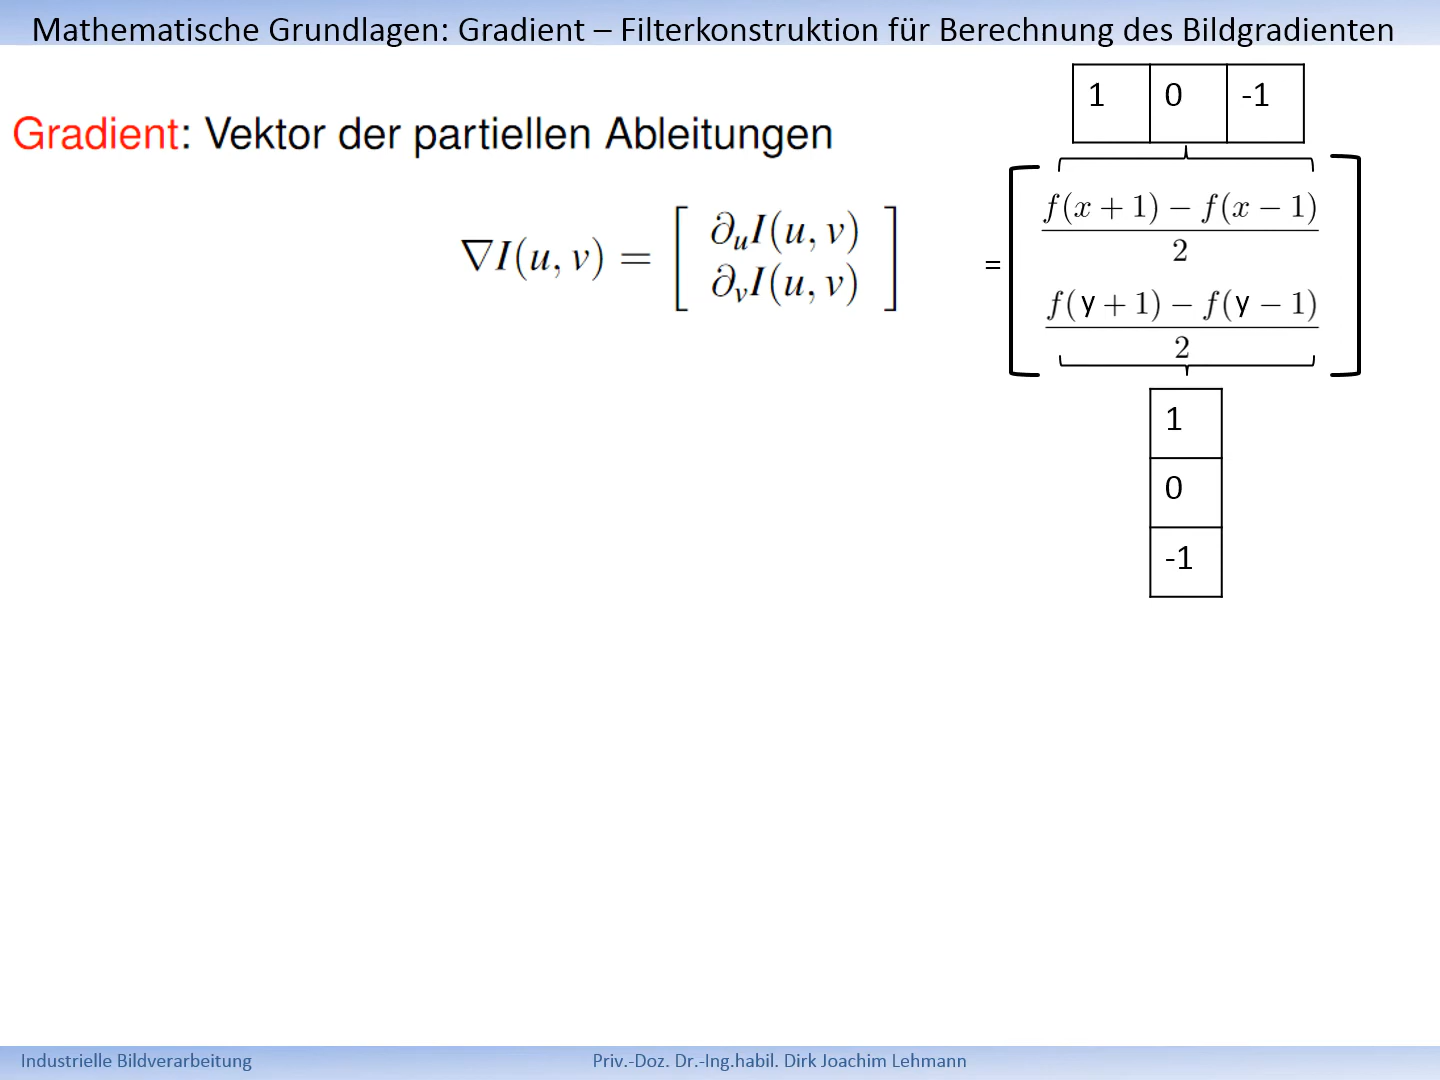 Mathematische Grundlagen: Gradient – Filterkonstruktion für Berechnung des Bildgradienten
1 0 -1
Gradient: Vektor der partiellen Ableitungen
∇I(u, v) = [ ∂uI(u, v) ∂vI(u, v) ]
= [ f(x + 1) − f(x − 1) / 2
f(y + 1) − f(y − 1) / 2 ]
1
0
-1
Industrielle Bildverarbeitung
Priv.-Doz. Dr.-Ing.habil. Dirk Joachim Lehmann